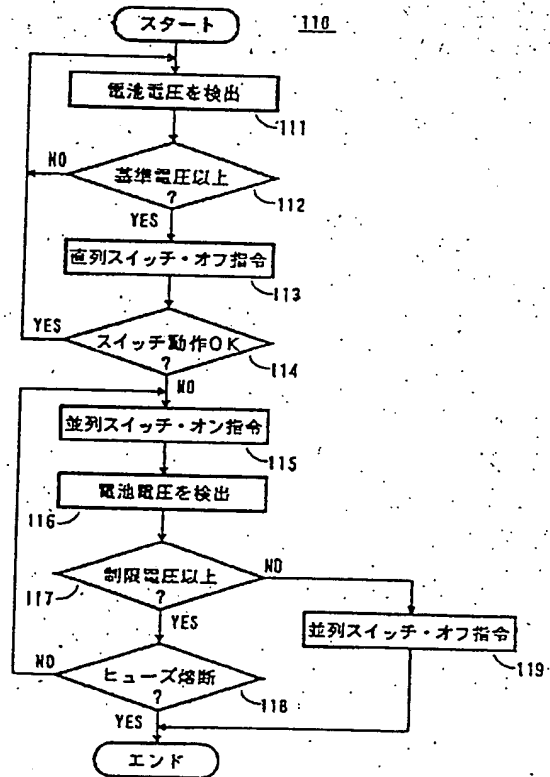 スタート
110
電池電圧を検出
111
NO
基準電圧以上
?
112
YES
直列スイッチ・オフ指令
113
YES
スイッチ動作OK
?
114
NO
並列スイッチ・オン指令
115
電池電圧を検出
116
制限電圧以上
?
NO
117
YES
並列スイッチ・オフ指令
119
NO
ヒューズ熔断
?
118
YES
エンド